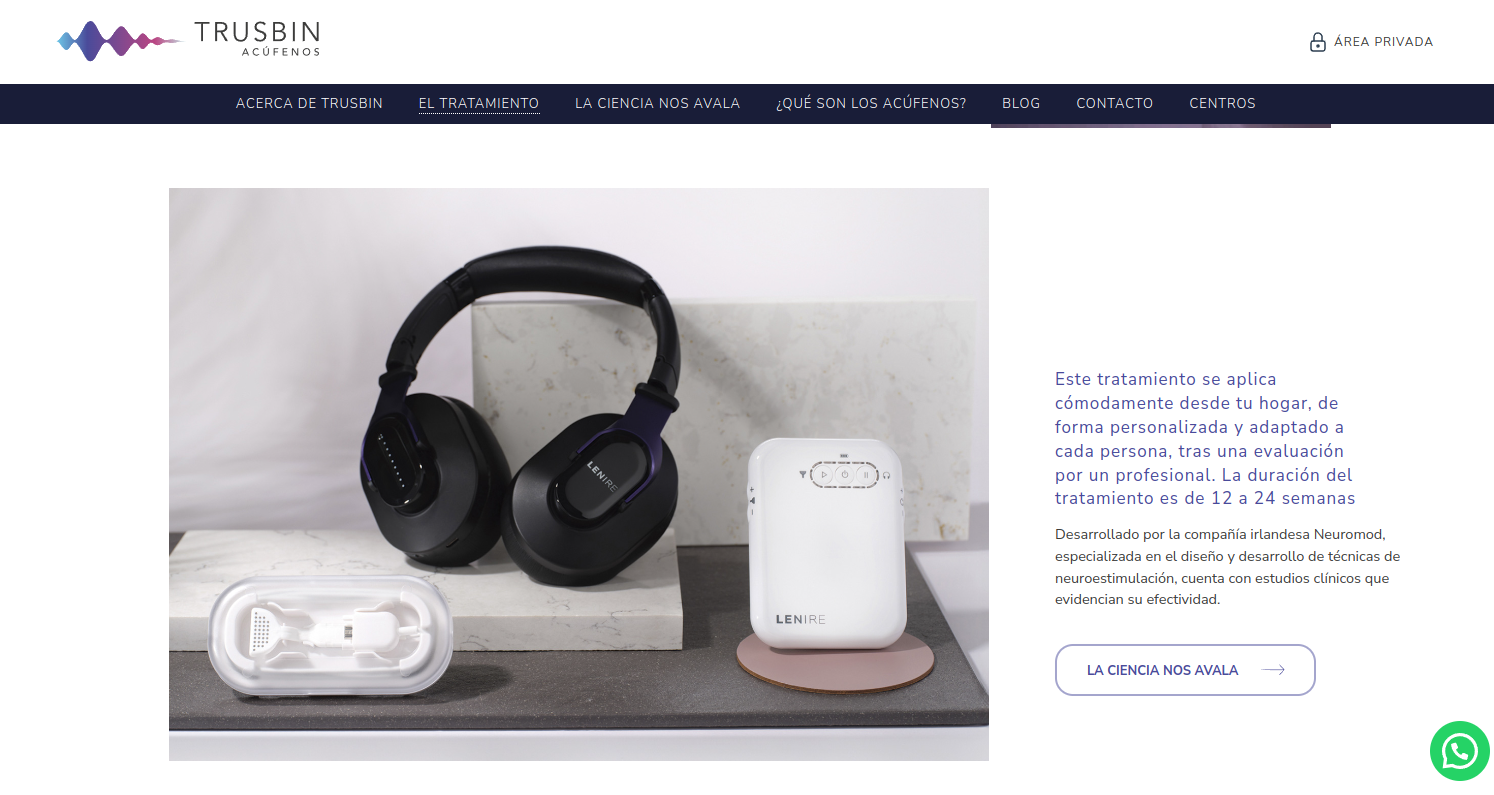 TRUSBIN
ACÚFENOS
ÁREA PRIVADA
ACERCA DE TRUSBIN
EL TRATAMIENTO
LA CIENCIA NOS AVALA
¿QUÉ SON LOS ACÚFENOS?
BLOG
CONTACTO
CENTROS
LENIRE
LENIRE
Este tratamiento se aplica
cómodamente desde tu hogar, de
forma personalizada y adaptado a
cada persona, tras una evaluación
por un profesional. La duración del
tratamiento es de 12 a 24 semanas
Desarrollado por la compañía irlandesa Neuromod,
especializada en el diseño y desarrollo de técnicas de
neuroestimulación, cuenta con estudios clínicos que
evidencian su efectividad.
LA CIENCIA NOS AVALA